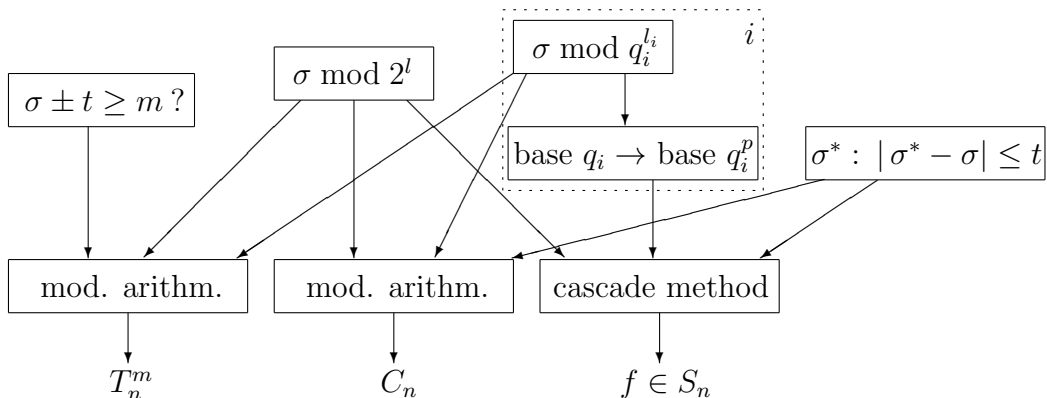 σ mod q_i^{l_i}
i
σ mod 2^l
σ ± t ≥ m ?
base q_i → base q_i^p
σ* : | σ* − σ| ≤ t
mod. arithm.
mod. arithm.
cascade method
T_n^m
C_n
f ∈ S_n